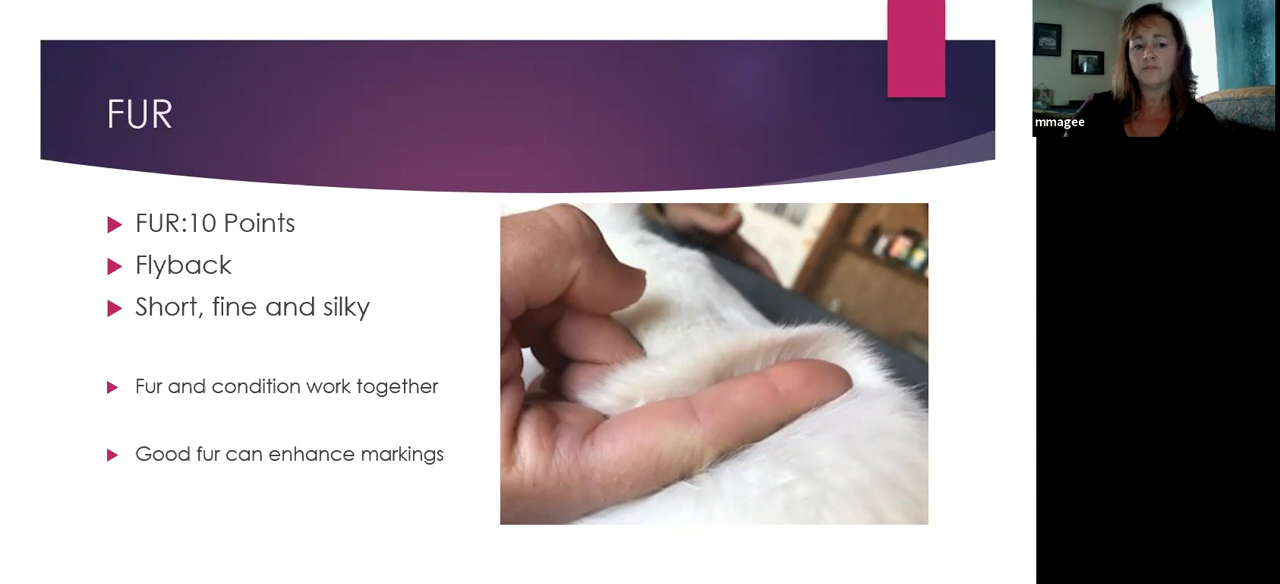 FUR
FUR:10 Points
Flyback
Short, fine and silky
Fur and condition work together
Good fur can enhance markings
mmagee